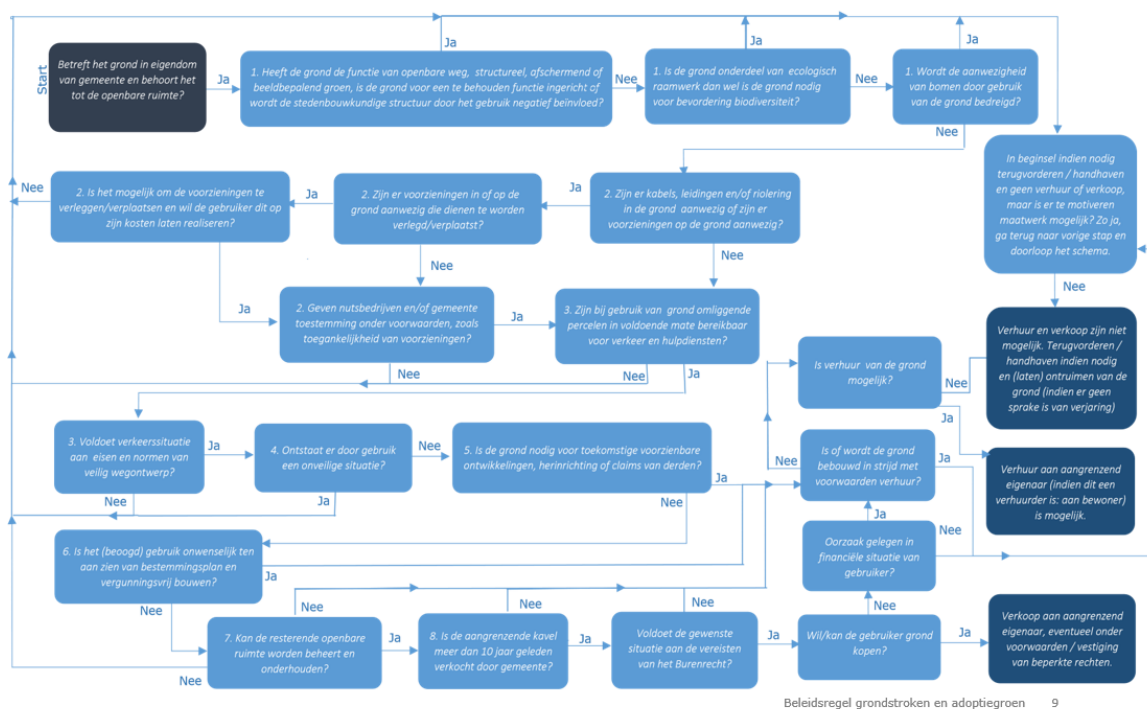 Start
Betreft het grond in eigendom
van gemeente en behoort het
tot de openbare ruimte?
Ja
1. Heeft de grond de functie van openbare weg, structureel, afschermend of
beeldbepalend groen, is de grond voor een te behouden functie ingericht of
wordt de stedenbouwkundige structuur door het gebruik negatief beïnvloed?
Ja
Nee
1. Is de grond onderdeel van ecologisch
raamwerk dan wel is de grond nodig
voor bevordering biodiversiteit?
Ja
Nee
1. Wordt de aanwezigheid
van bomen door gebruik
van de grond bedreigd?
Ja
Nee
In beginsel indien nodig
terugvorderen / handhaven
en geen verhuur of verkoop,
maar is er te motiveren
maatwerk mogelijk? Zo ja,
ga terug naar vorige stap en
doorloop het schema.
Nee
2. Is het mogelijk om de voorzieningen te
verleggen/verplaatsen en wil de gebruiker dit op
zijn kosten laten realiseren?
Nee
Ja
2. Zijn er voorzieningen in of op de
grond aanwezig die dienen te worden
verlegd/verplaatst?
Ja
Nee
2. Zijn er kabels, leidingen en/of riolering
in de grond aanwezig of zijn er
voorzieningen op de grond aanwezig?
Ja
Nee
2. Geven nutsbedrijven en/of gemeente
toestemming onder voorwaarden, zoals
toegankelijkheid van voorzieningen?
Ja
Nee
3. Zijn bij gebruik van grond omliggende
percelen in voldoende mate bereikbaar
voor verkeer en hulpdiensten?
Nee
Ja
Is verhuur van de grond
mogelijk?
Nee
Ja
Verhuur en verkoop zijn niet
mogelijk. Terugvorderen /
handhaven indien nodig
en (laten) ontruimen van de
grond (indien er geen
sprake is van verjaring)
3. Voldoet verkeerssituatie
aan eisen en normen van
veilig wegontwerp?
Ja
Nee
4. Ontstaat er door gebruik
een onveilige situatie?
Nee
Ja
5. Is de grond nodig voor toekomstige voorzienbare
ontwikkelingen, herinrichting of claims van derden?
Ja
Nee
Is of wordt de grond
bebouwd in strijd met
voorwaarden verhuur?
Nee
Ja
Verhuur aan aangrenzend
eigenaar (indien dit een
verhuurder is: aan bewoner)
is mogelijk.
6. Is het (beoogd) gebruik onwenselijk ten
aan zien van bestemmingsplan en
vergunningsvrij bouwen?
Ja
Nee
Oorzaak gelegen in
financiële situatie van
gebruiker?
Ja
Nee
7. Kan de resterende openbare
ruimte worden beheert en
onderhouden?
Nee
Ja
Nee
8. Is de aangrenzende kavel
meer dan 10 jaar geleden
verkocht door gemeente?
Nee
Ja
Voldoet de gewenste
situatie aan de vereisten
van het Burenrecht?
Nee
Ja
Wil/kan de gebruiker grond
kopen?
Nee
Ja
Verkoop aan aangrenzend
eigenaar, eventueel onder
voorwaarden / vestiging
van beperkte rechten.
Beleidsregel grondstroken en adoptiegroen 9